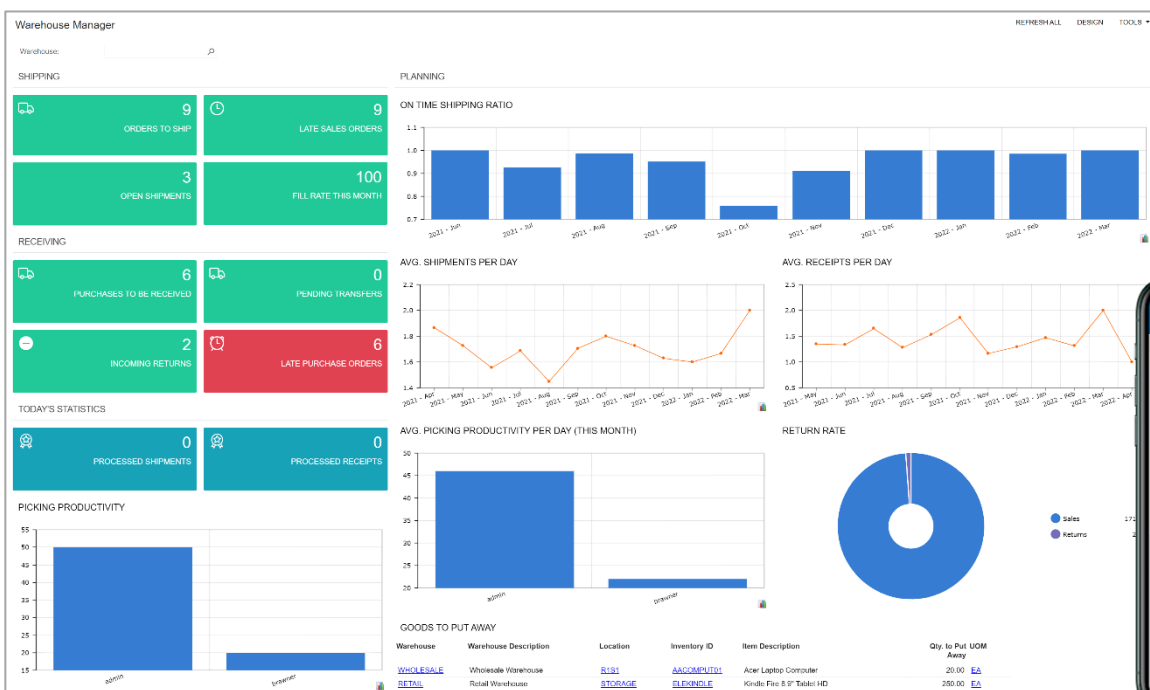 Warehouse Manager
REFRESH ALL DESIGN TOOLS
Warehouse:
SHIPPING
9
ORDERS TO SHIP
9
LATE SALES ORDERS
3
OPEN SHIPMENTS
100
FILL RATE THIS MONTH
RECEIVING
6
PURCHASES TO BE RECEIVED
0
PENDING TRANSFERS
2
INCOMING RETURNS
6
LATE PURCHASE ORDERS
TODAY'S STATISTICS
0
PROCESSED SHIPMENTS
0
PROCESSED RECEIPTS
PICKING PRODUCTIVITY
55
50
45
40
35
30
25
20
15
admin
brawner
PLANNING
ON TIME SHIPPING RATIO
1.1
1.0
0.9
0.8
0.7
2021 - Jun
2021 - Jul
2021 - Aug
2021 - Sep
2021 - Oct
2021 - Nov
2021 - Dec
2022 - Jan
2022 - Feb
2022 - Mar
AVG. SHIPMENTS PER DAY
2.2
2.0
1.8
1.6
1.4
2021 - Apr
2021 - May
2021 - Jun
2021 - Jul
2021 - Aug
2021 - Sep
2021 - Oct
2021 - Nov
2021 - Dec
2022 - Jan
2022 - Feb
2022 - Mar
AVG. RECEIPTS PER DAY
2.5
2.0
1.5
1.0
0.5
2021 - May
2021 - Jun
2021 - Jul
2021 - Aug
2021 - Sep
2021 - Oct
2021 - Nov
2021 - Dec
2022 - Jan
2022 - Feb
2022 - Mar
2022 - Apr
AVG. PICKING PRODUCTIVITY PER DAY (THIS MONTH)
50
45
40
35
30
25
20
admin
brawner
RETURN RATE
Sales 171
Returns 2
GOODS TO PUT AWAY
Warehouse Warehouse Description Location Inventory ID Item Description Qty. to Put Away UOM
WHOLESALE Wholesale Warehouse R1S1 AACOMPUT01 Acer Laptop Computer 20.00 EA
RETAIL Retail Warehouse STORAGE ELEKINDLE Kindle Fire 8.9" Tablet HD 250.00 EA